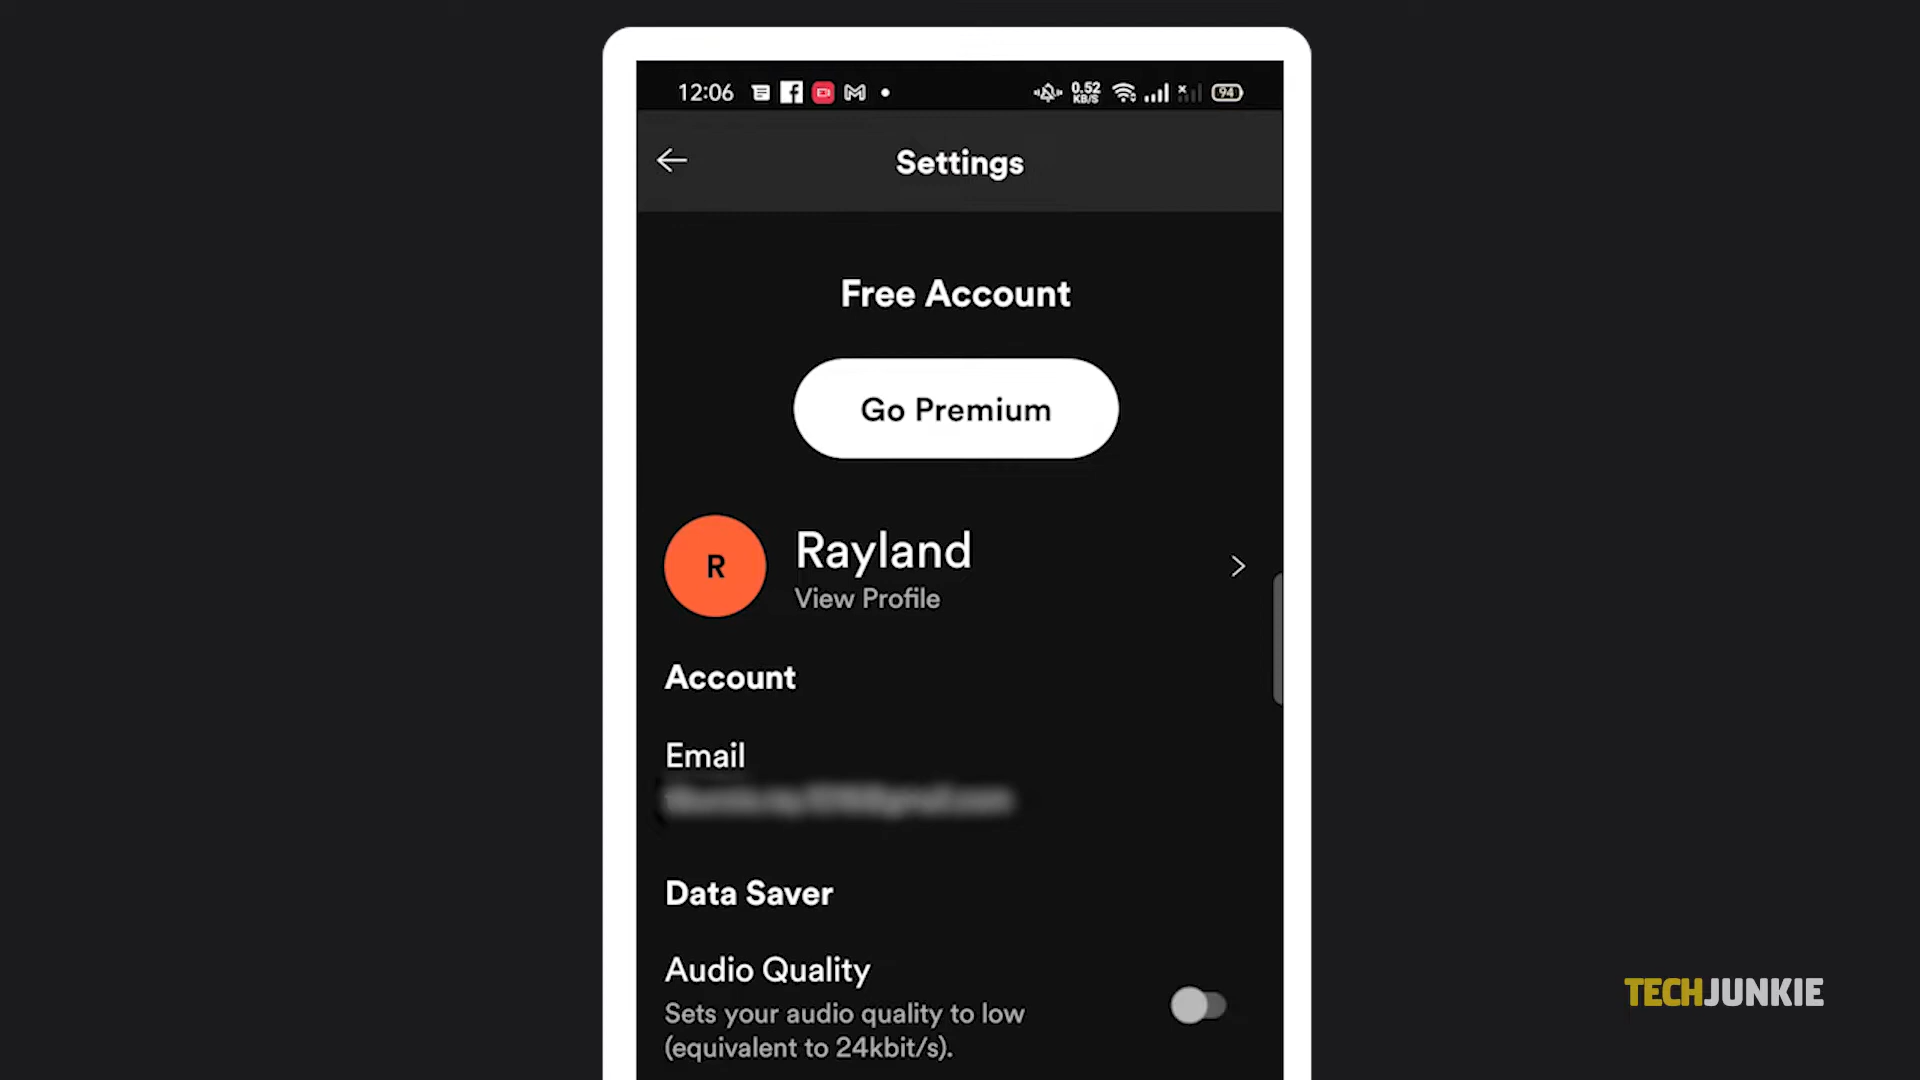 12:06
0.52
KB/S
94
Settings
Free Account
Go Premium
R
Rayland
View Profile
Account
Email
Data Saver
Audio Quality
Sets your audio quality to low
(equivalent to 24kbit/s).
TECHJUNKIE